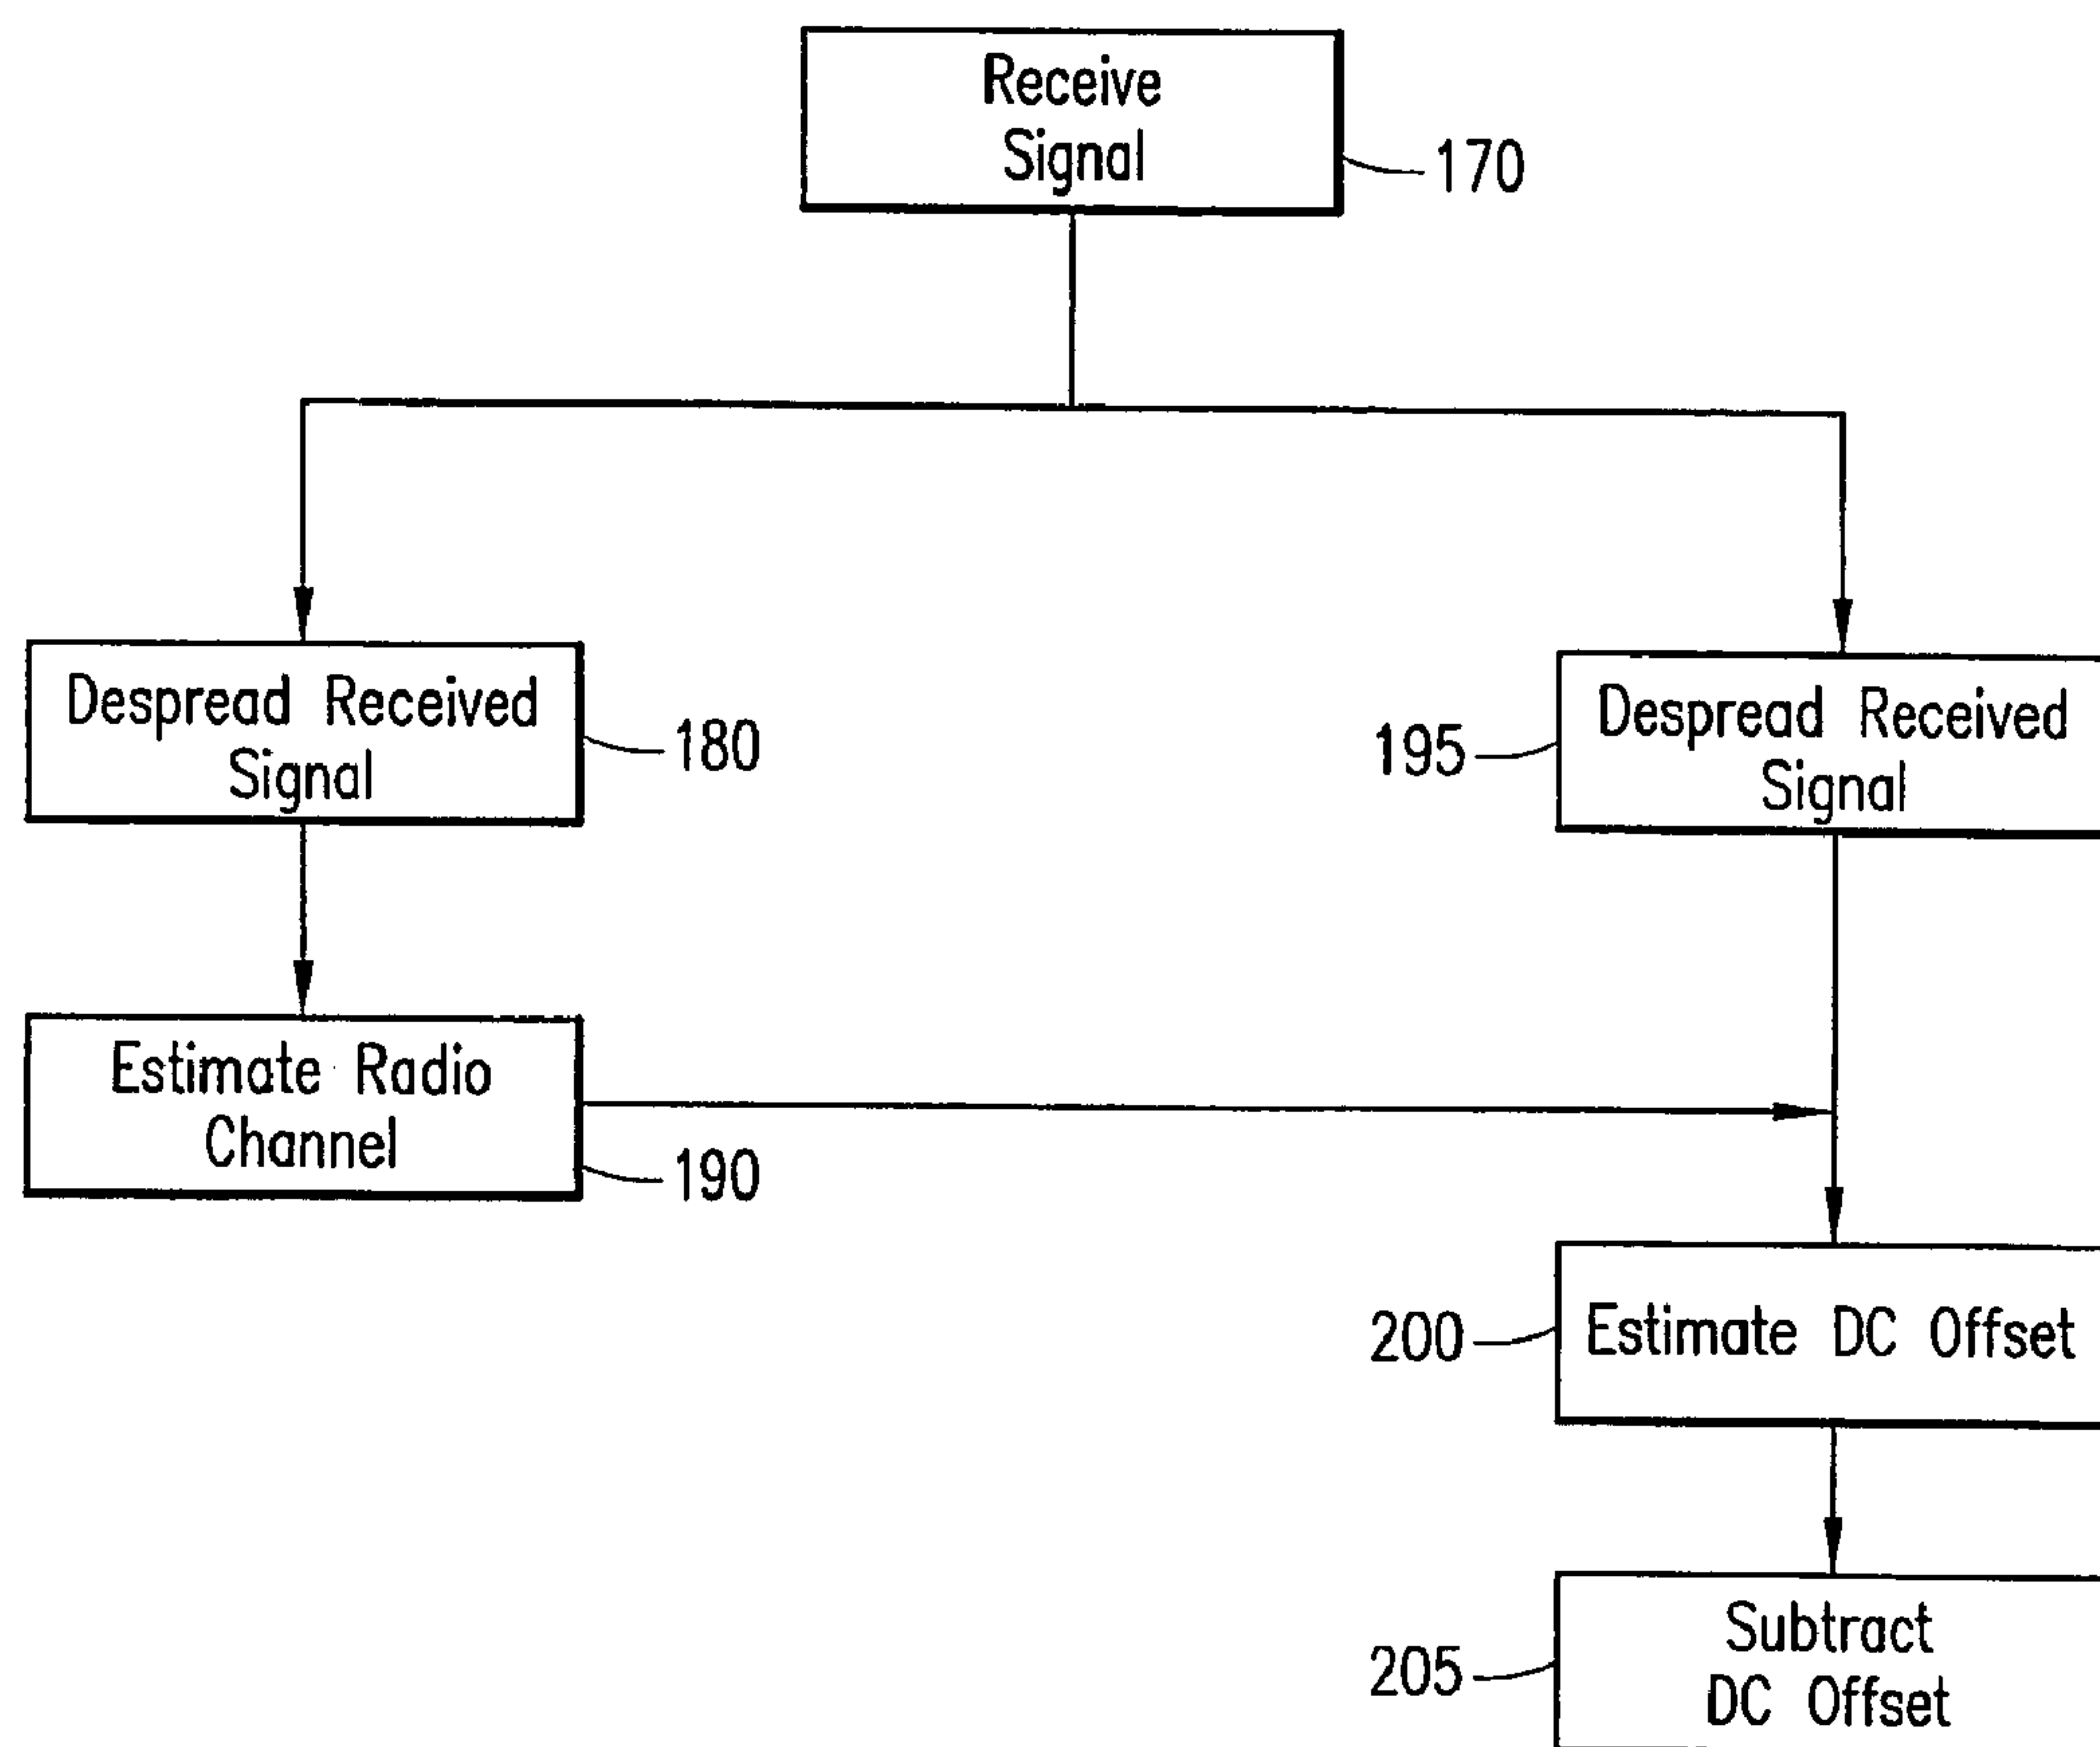 Receive
Signal
170
Despread Received
Signal
180
195
Despread Received
Signal
Estimate Radio
Channel
190
200
Estimate DC Offset
205
Subtract
DC Offset